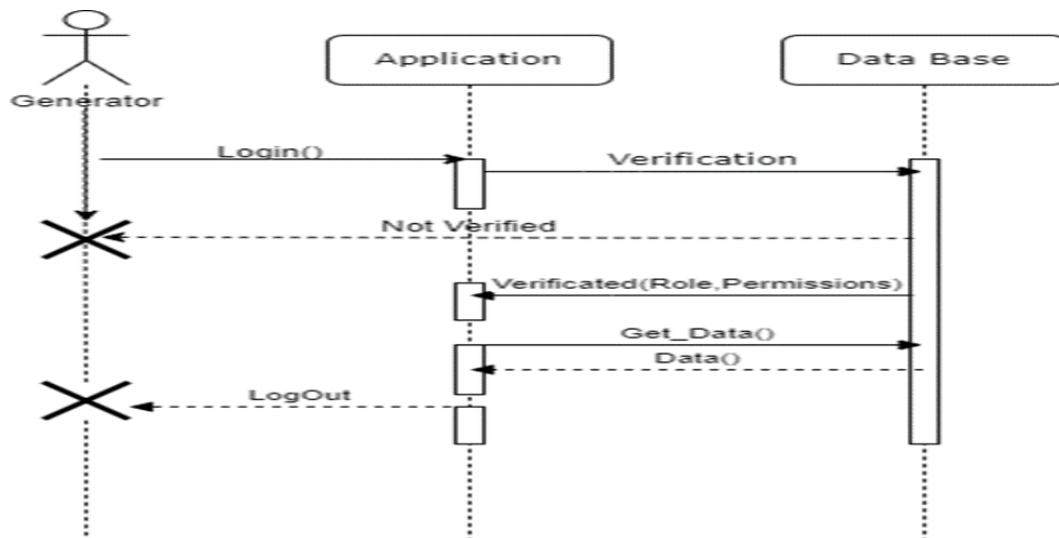 Generator
Application
Data Base
Login()
Verification
Not Verified
Verificated(Role,Permissions)
Get_Data()
Data()
LogOut